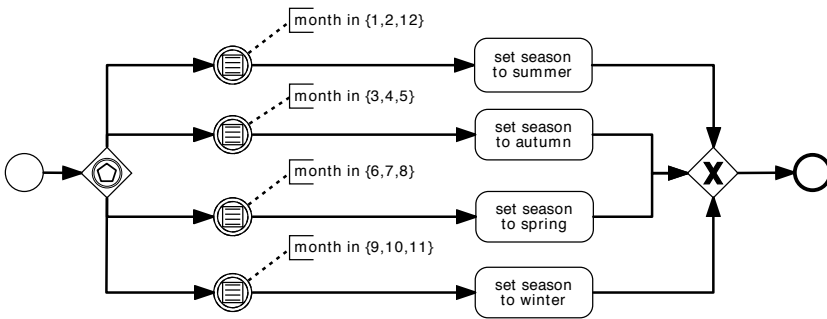 month in {1,2,12}
set season
to summer
month in {3,4,5}
set season
to autumn
month in {6,7,8}
set season
to spring
month in {9,10,11}
set season
to winter
X